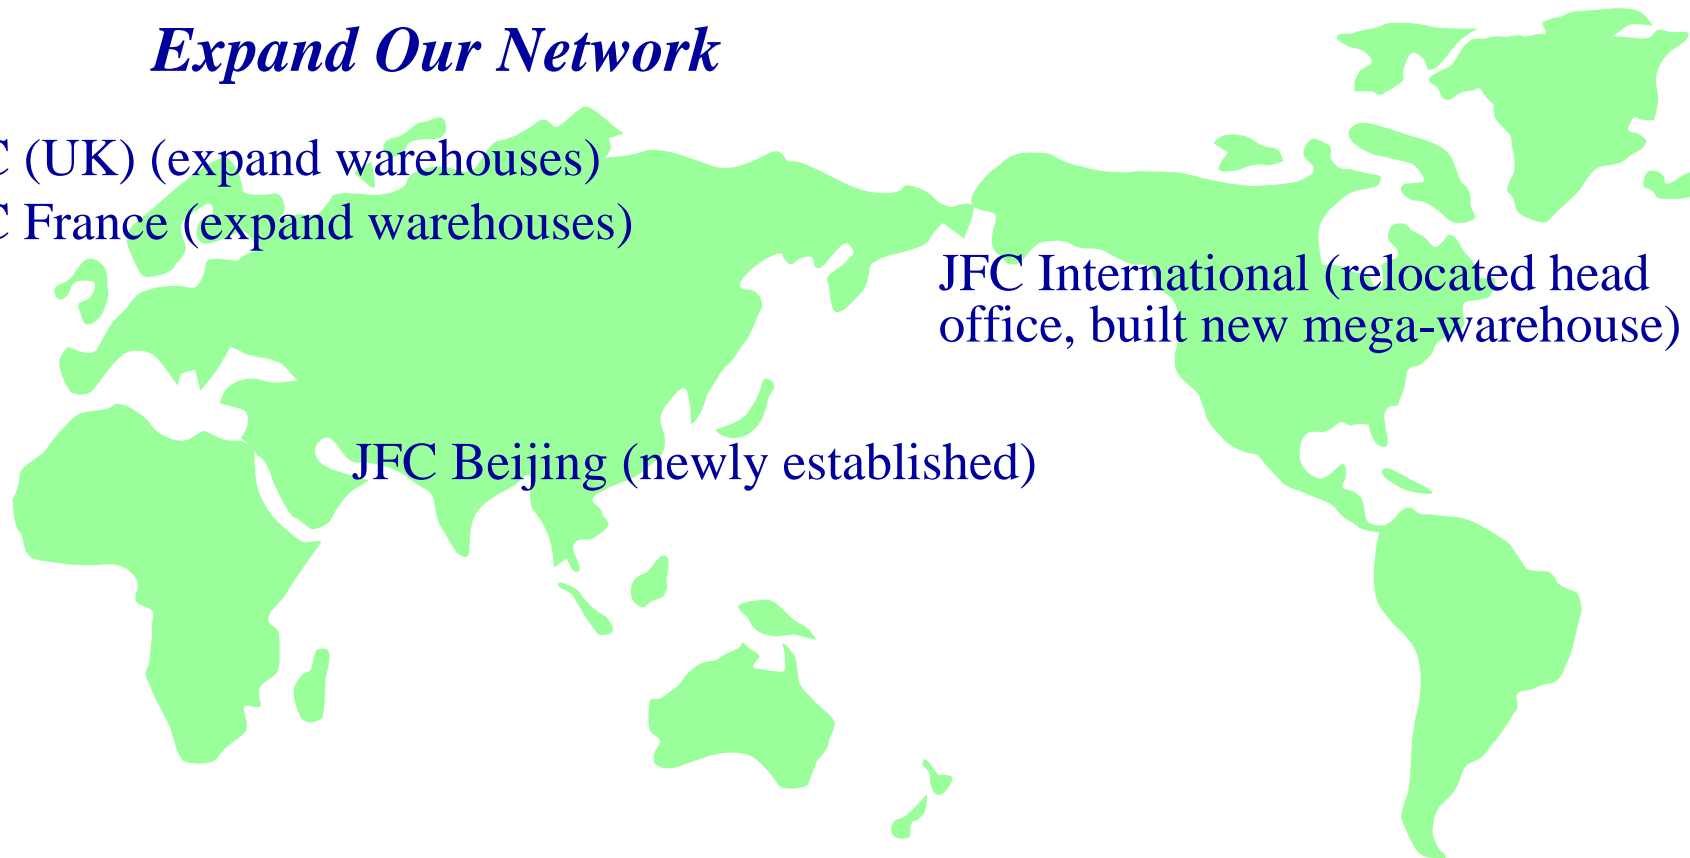 Expand Our Network
C (UK) (expand warehouses)
C France (expand warehouses)
JFC International (relocated head
office, built new mega-warehouse)
JFC Beijing (newly established)